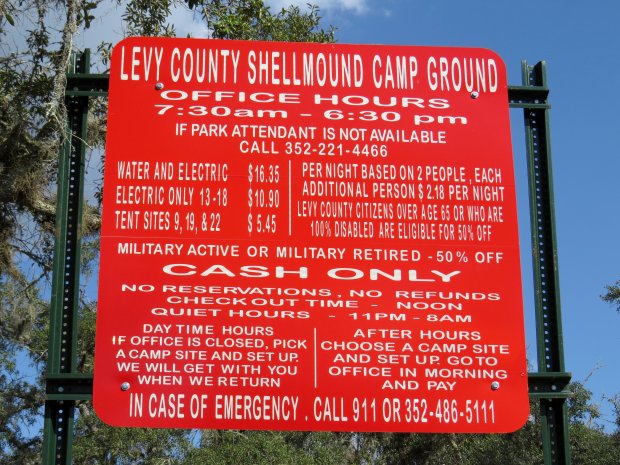 LEVY COUNTY SHELLMOUND CAMP GROUND
OFFICE HOURS
7:30am - 6:30 pm
IF PARK ATTENDANT IS NOT AVAILABLE
CALL 352-221-4466
WATER AND ELECTRIC $16.35
ELECTRIC ONLY 13-18 $10.90
TENT SITES 9, 19, & 22 $5.45
PER NIGHT BASED ON 2 PEOPLE , EACH
ADDITIONAL PERSON $ 2.18 PER NIGHT
LEVY COUNTY CITIZENS OVER AGE 65 OR WHO ARE
100% DISABLED ARE ELIGIBLE FOR 50% OFF
MILITARY ACTIVE OR MILITARY RETIRED - 50% OFF
CASH ONLY
NO RESERVATIONS , NO REFUNDS
CHECKOUT TIME - NOON
QUIET HOURS - 11PM - 8AM
DAY TIME HOURS
IF OFFICE IS CLOSED, PICK
A CAMP SITE AND SET UP.
WE WILL GET WITH YOU
WHEN WE RETURN
AFTER HOURS
CHOOSE A CAMP SITE
AND SET UP. GOTO
OFFICE IN MORNING
AND PAY
IN CASE OF EMERGENCY . CALL 911 OR 352-486-5111